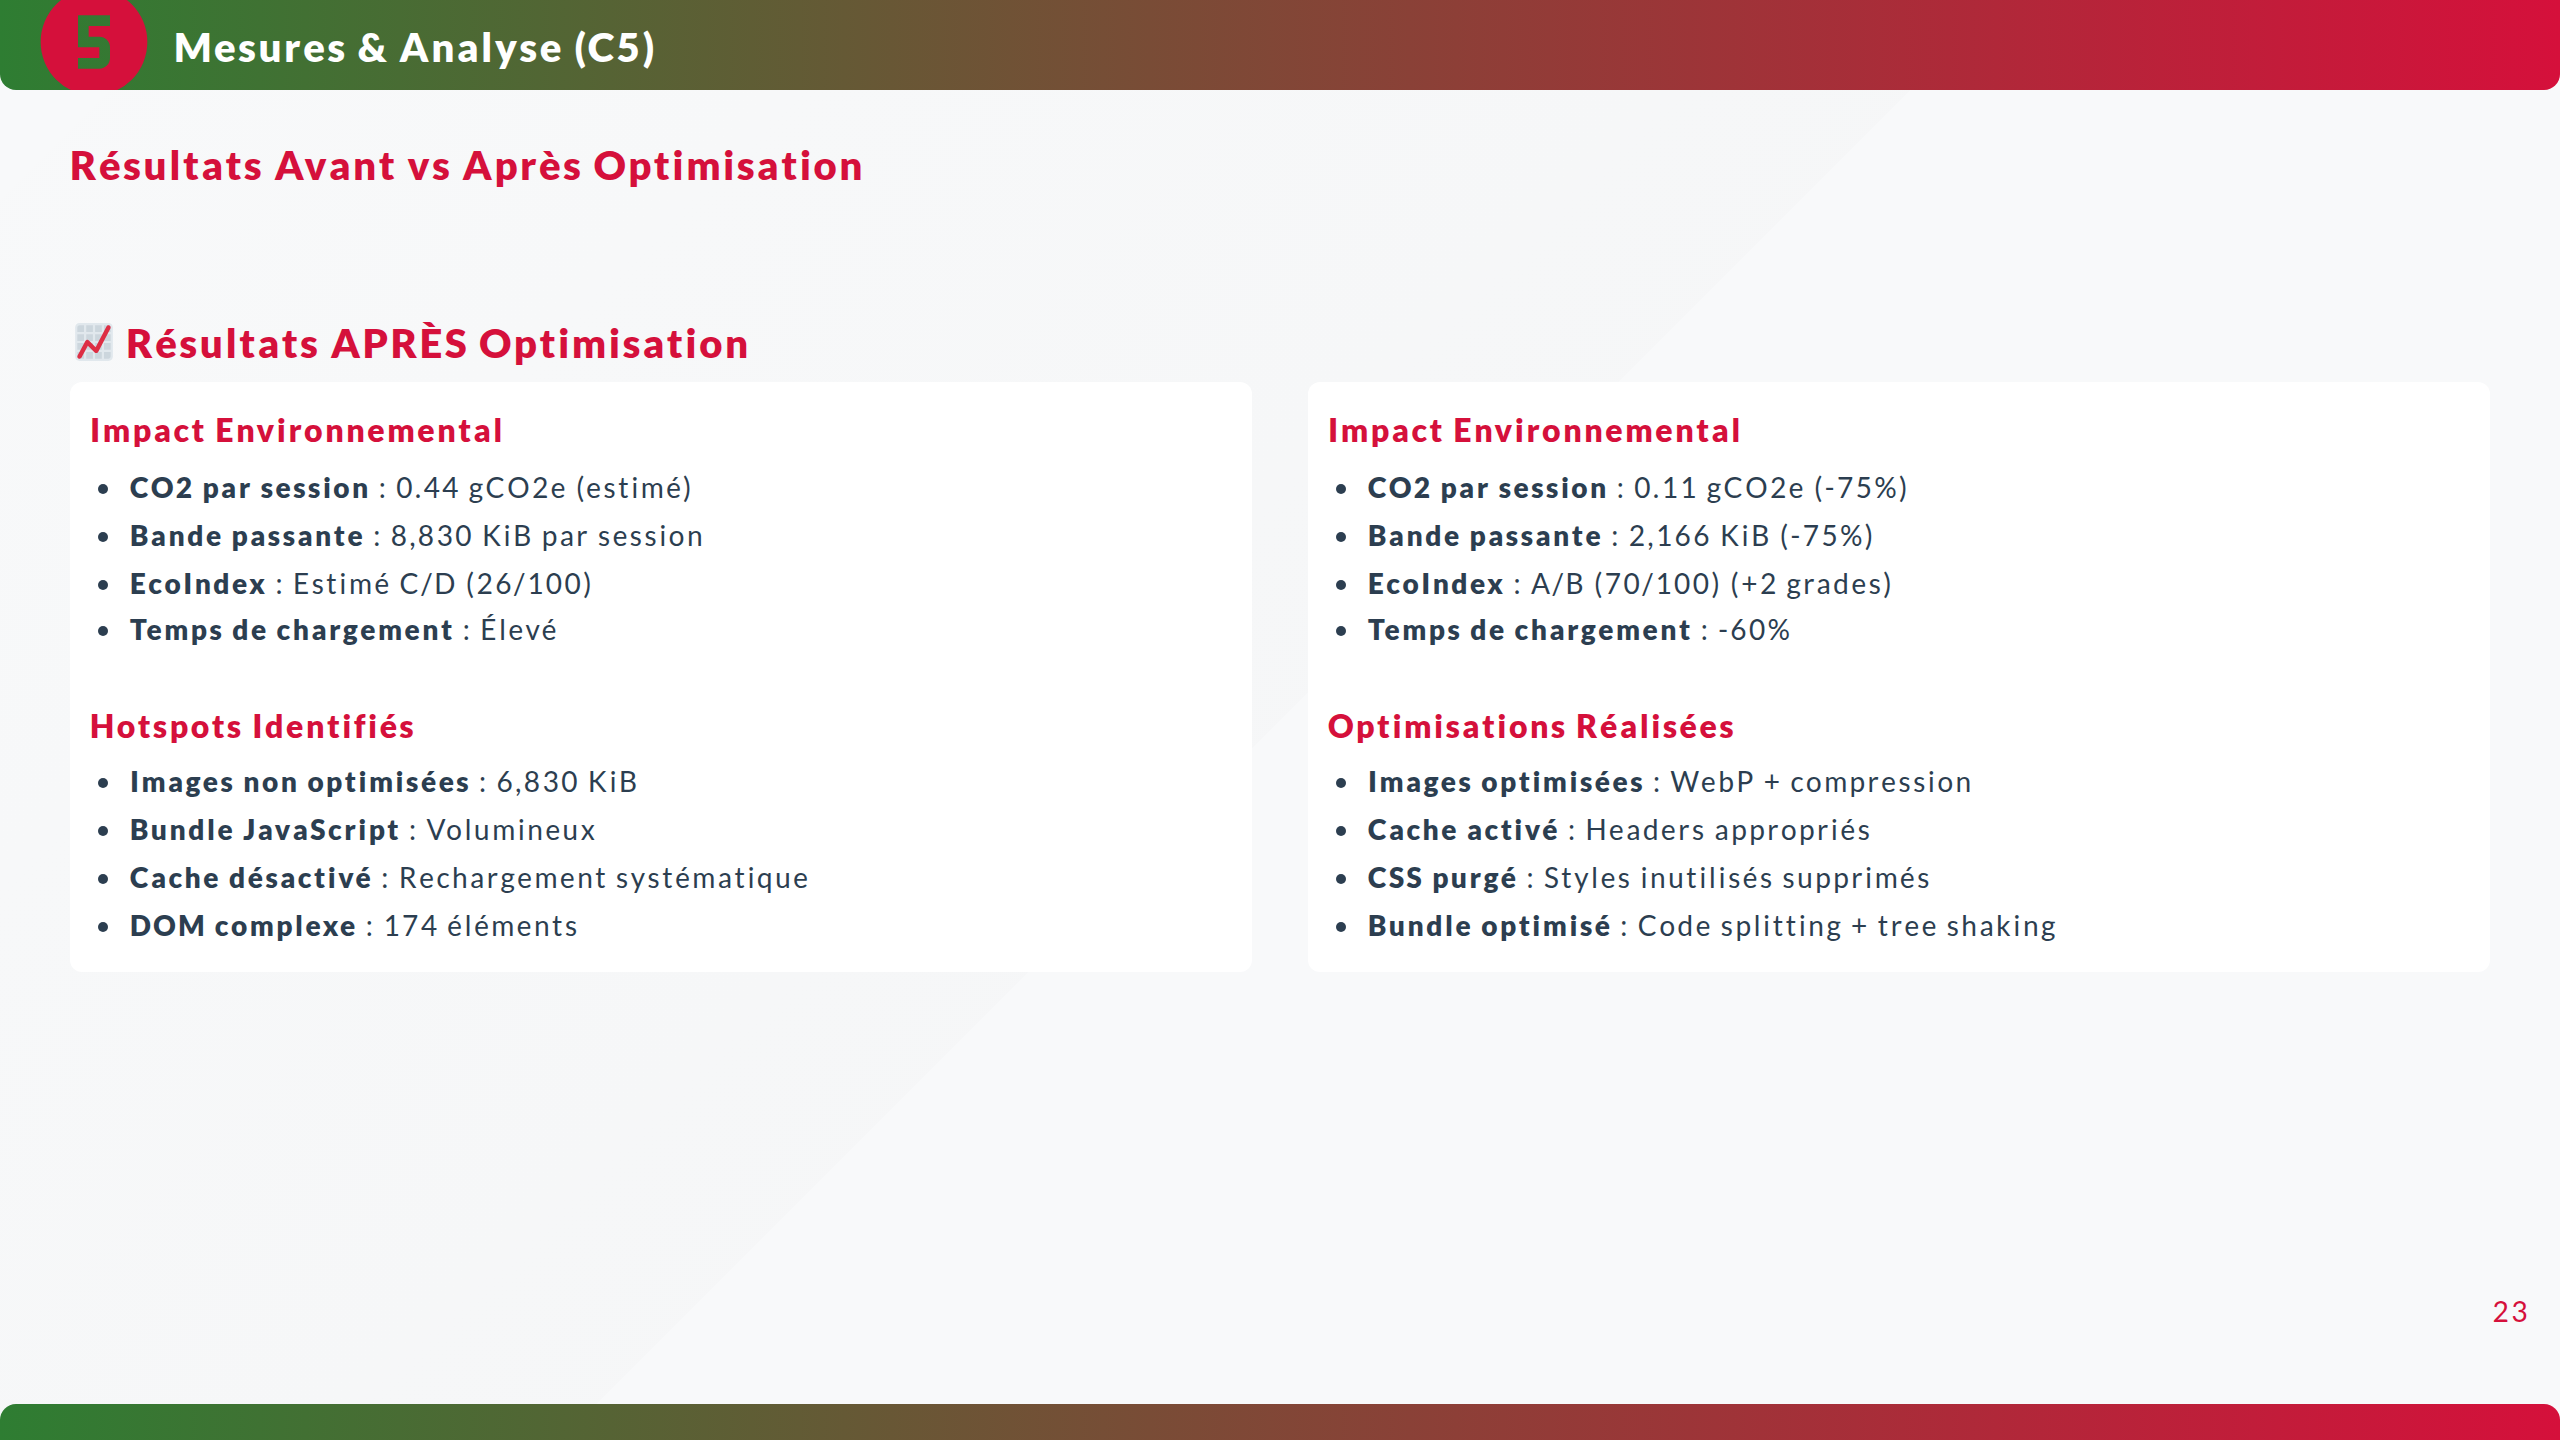 5
Mesures & Analyse (C5)
Résultats Avant vs Après Optimisation
Résultats APRÈS Optimisation
Impact Environnemental
CO2 par session : 0.44 gCO2e (estimé)
Bande passante : 8,830 KiB par session
EcoIndex : Estimé C/D (26/100)
Temps de chargement : Élevé
Hotspots Identifiés
Images non optimisées : 6,830 KiB
Bundle JavaScript : Volumineux
Cache désactivé : Rechargement systématique
DOM complexe : 174 éléments
Impact Environnemental
CO2 par session : 0.11 gCO2e (-75%)
Bande passante : 2,166 KiB (-75%)
EcoIndex : A/B (70/100) (+2 grades)
Temps de chargement : -60%
Optimisations Réalisées
Images optimisées : WebP + compression
Cache activé : Headers appropriés
CSS purgé : Styles inutilisés supprimés
Bundle optimisé : Code splitting + tree shaking
23